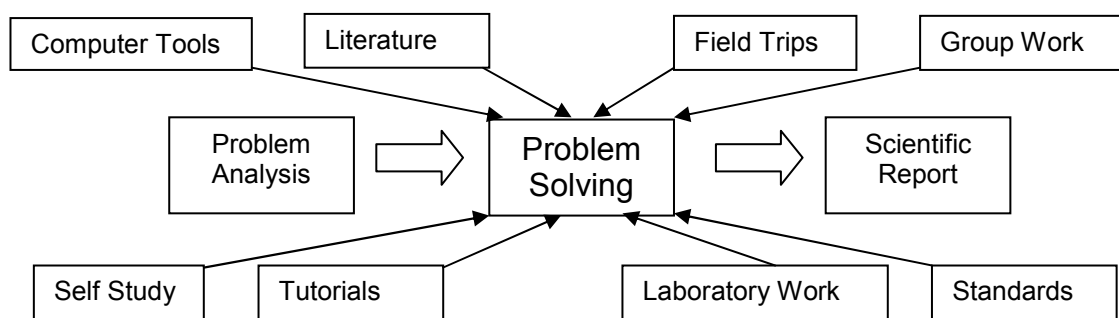 Computer Tools
Literature
Field Trips
Group Work
Problem
Analysis
Problem
Solving
Scientific
Report
Self Study
Tutorials
Laboratory Work
Standards